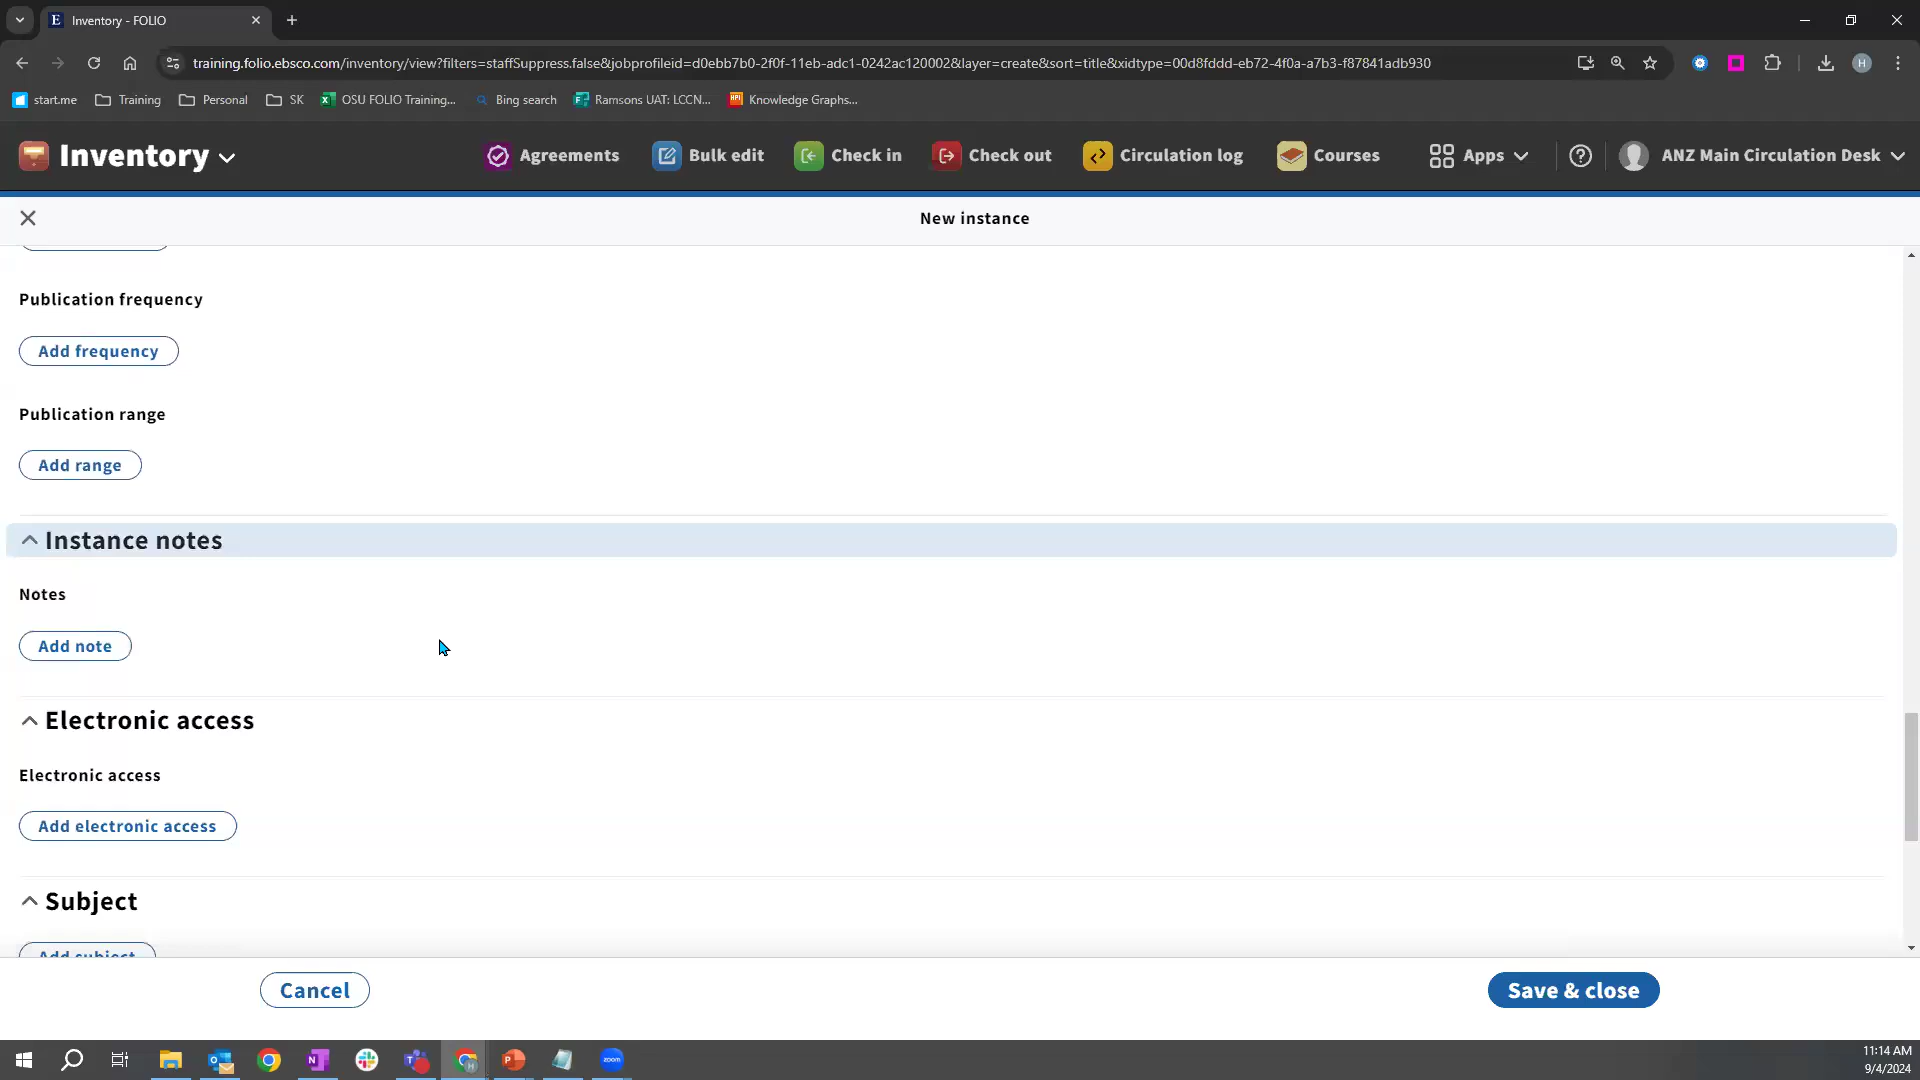 Inventory - FOLIO
training.folio.ebsco.com/inventory/view?filters=staffSuppress.false&jobprofileid=d0ebb7b0-2f0f-11eb-adc1-0242ac120002&layer=create&sort=title&xidtype=00d8fddd-eb72-4f0a-a7b3-f87841adb930
H
start.me
Training
Personal
SK
OSU FOLIO Training...
Bing search
Ramsons UAT: LCCN...
Knowledge Graphs...
Inventory
Agreements
Bulk edit
Check in
Check out
Circulation log
Courses
Apps
ANZ Main Circulation Desk
New instance
Publication frequency
Add frequency
Publication range
Add range
Instance notes
Notes
Add note
Electronic access
Electronic access
Add electronic access
Subject
Add subject
Cancel
Save & close
zoom
11:14 AM
9/4/2024